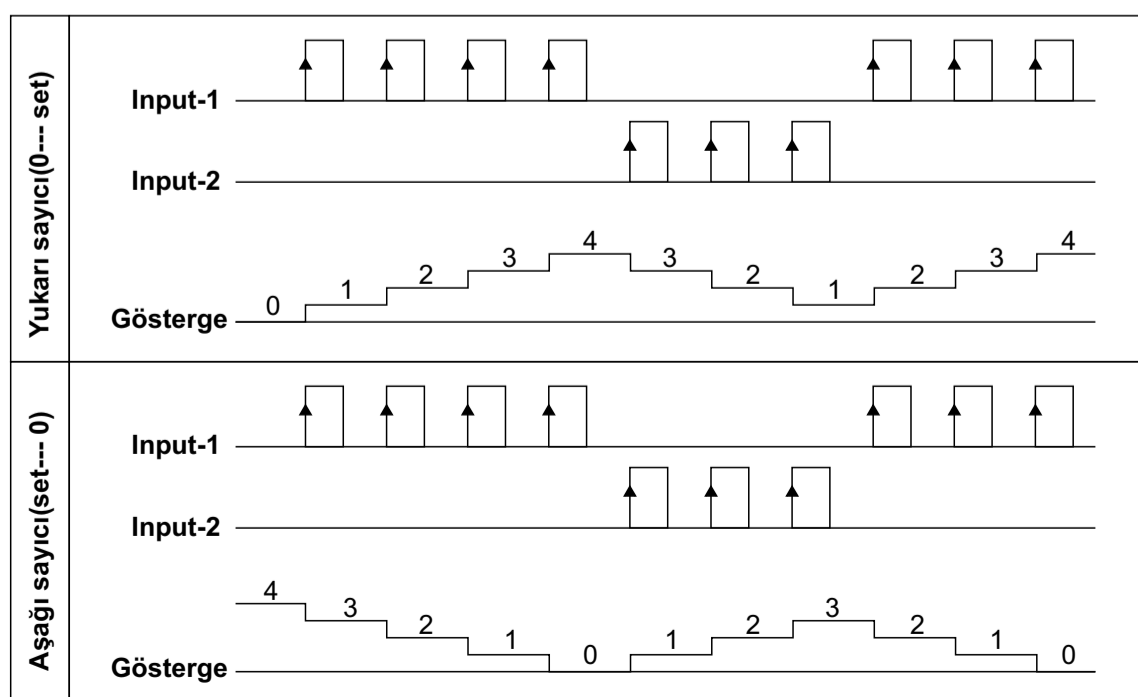 Yukarı sayıcı(0--- set)
Input-1
Input-2
4
3 3 3
2 2 2
1 1
0
4
Gösterge
Aşağı sayıcı(set--- 0)
Input-1
Input-2
4
3 3
2 2 2
1 1 1
0 0
Gösterge